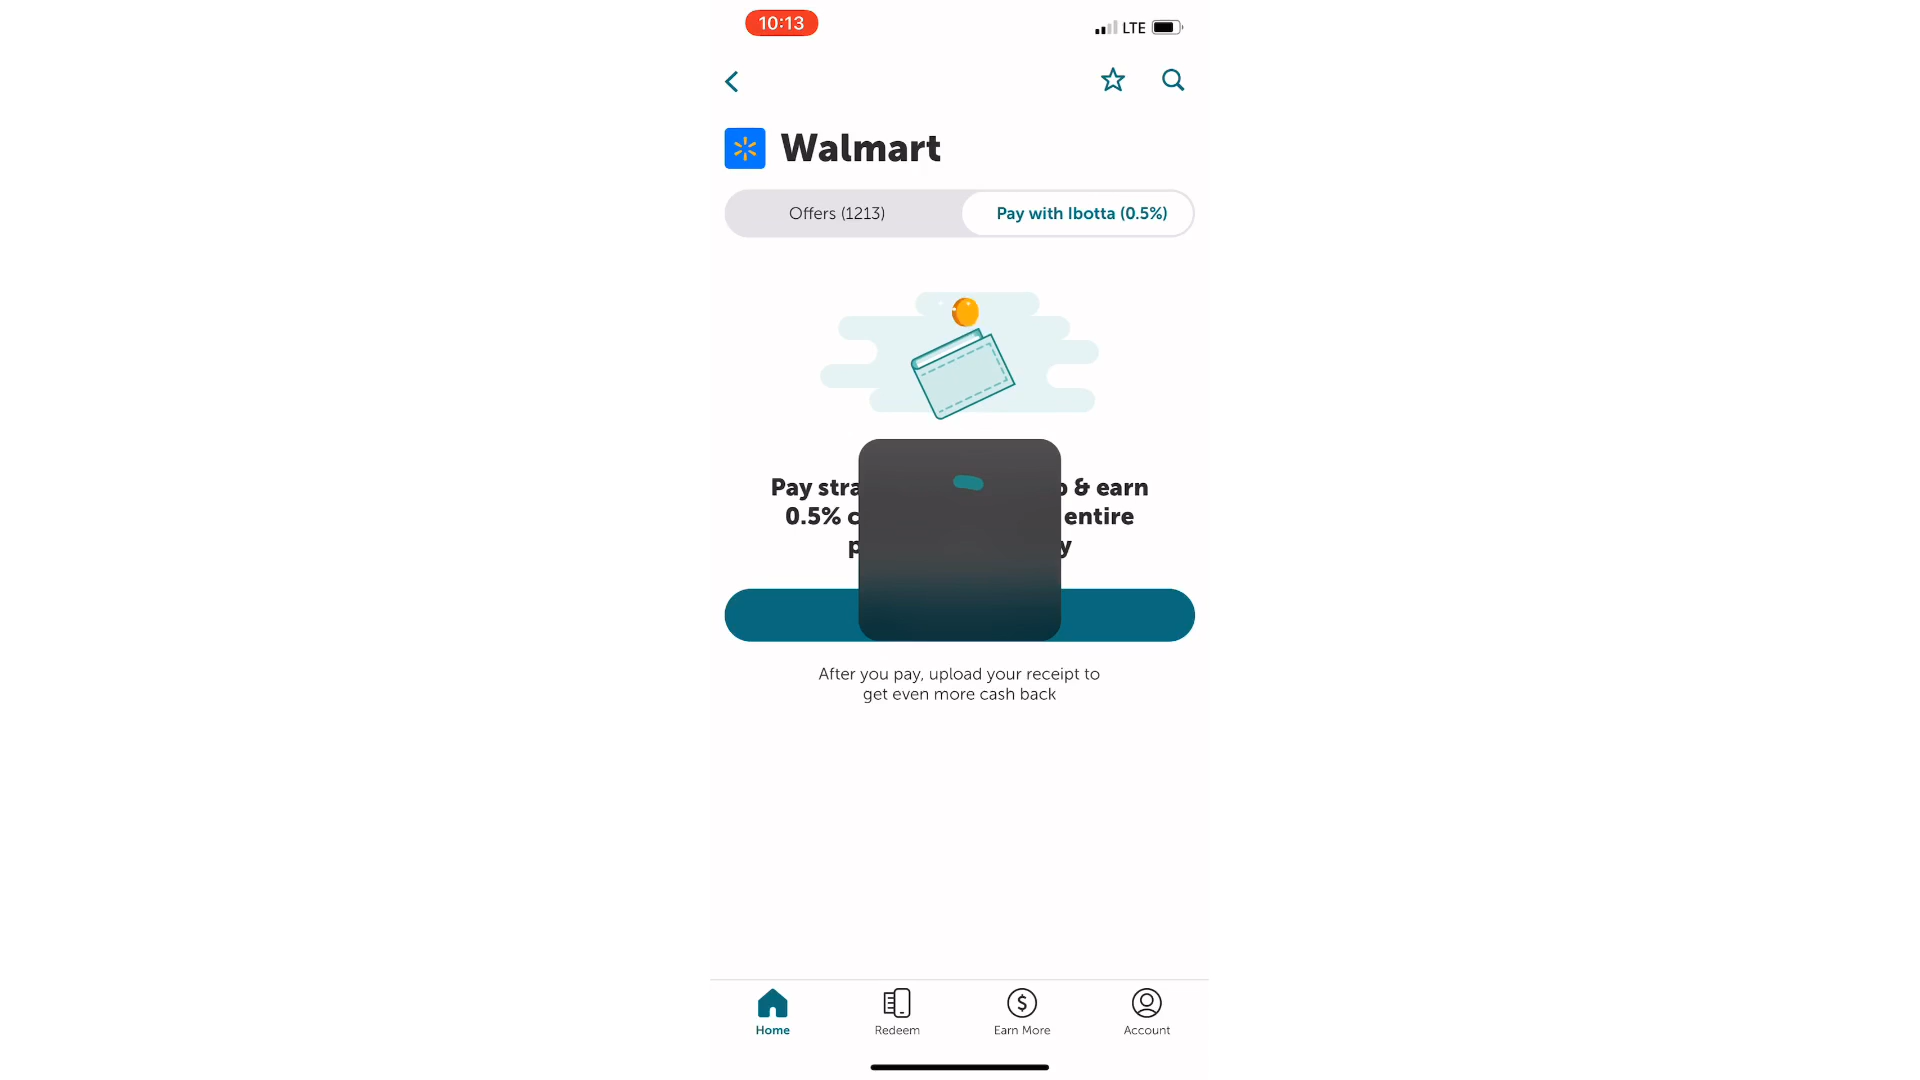 10:13
LTE
Walmart
Offers (1213)
Pay with Ibotta (0.5%)
Pay & earn
0.5% entire
After you pay, upload your receipt to
get even more cash back
Home
Redeem
Earn More
Account